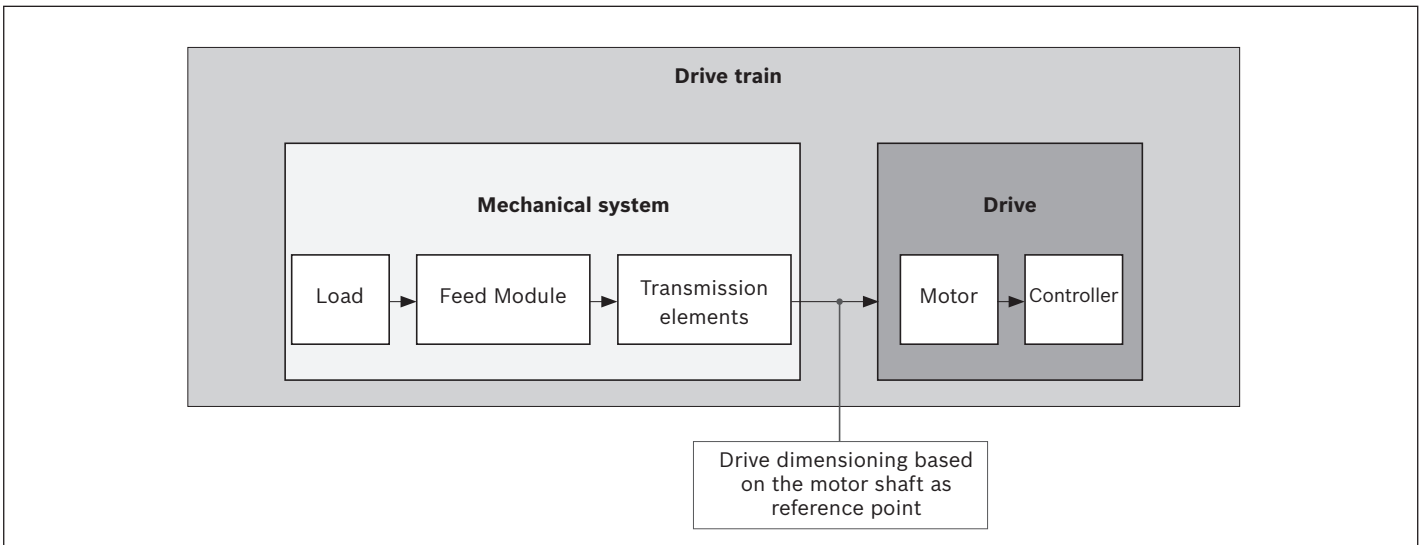 Drive train
Mechanical system
Drive
Load
Feed Module
Transmission
elements
Motor
Controller
Drive dimensioning based
on the motor shaft as
reference point